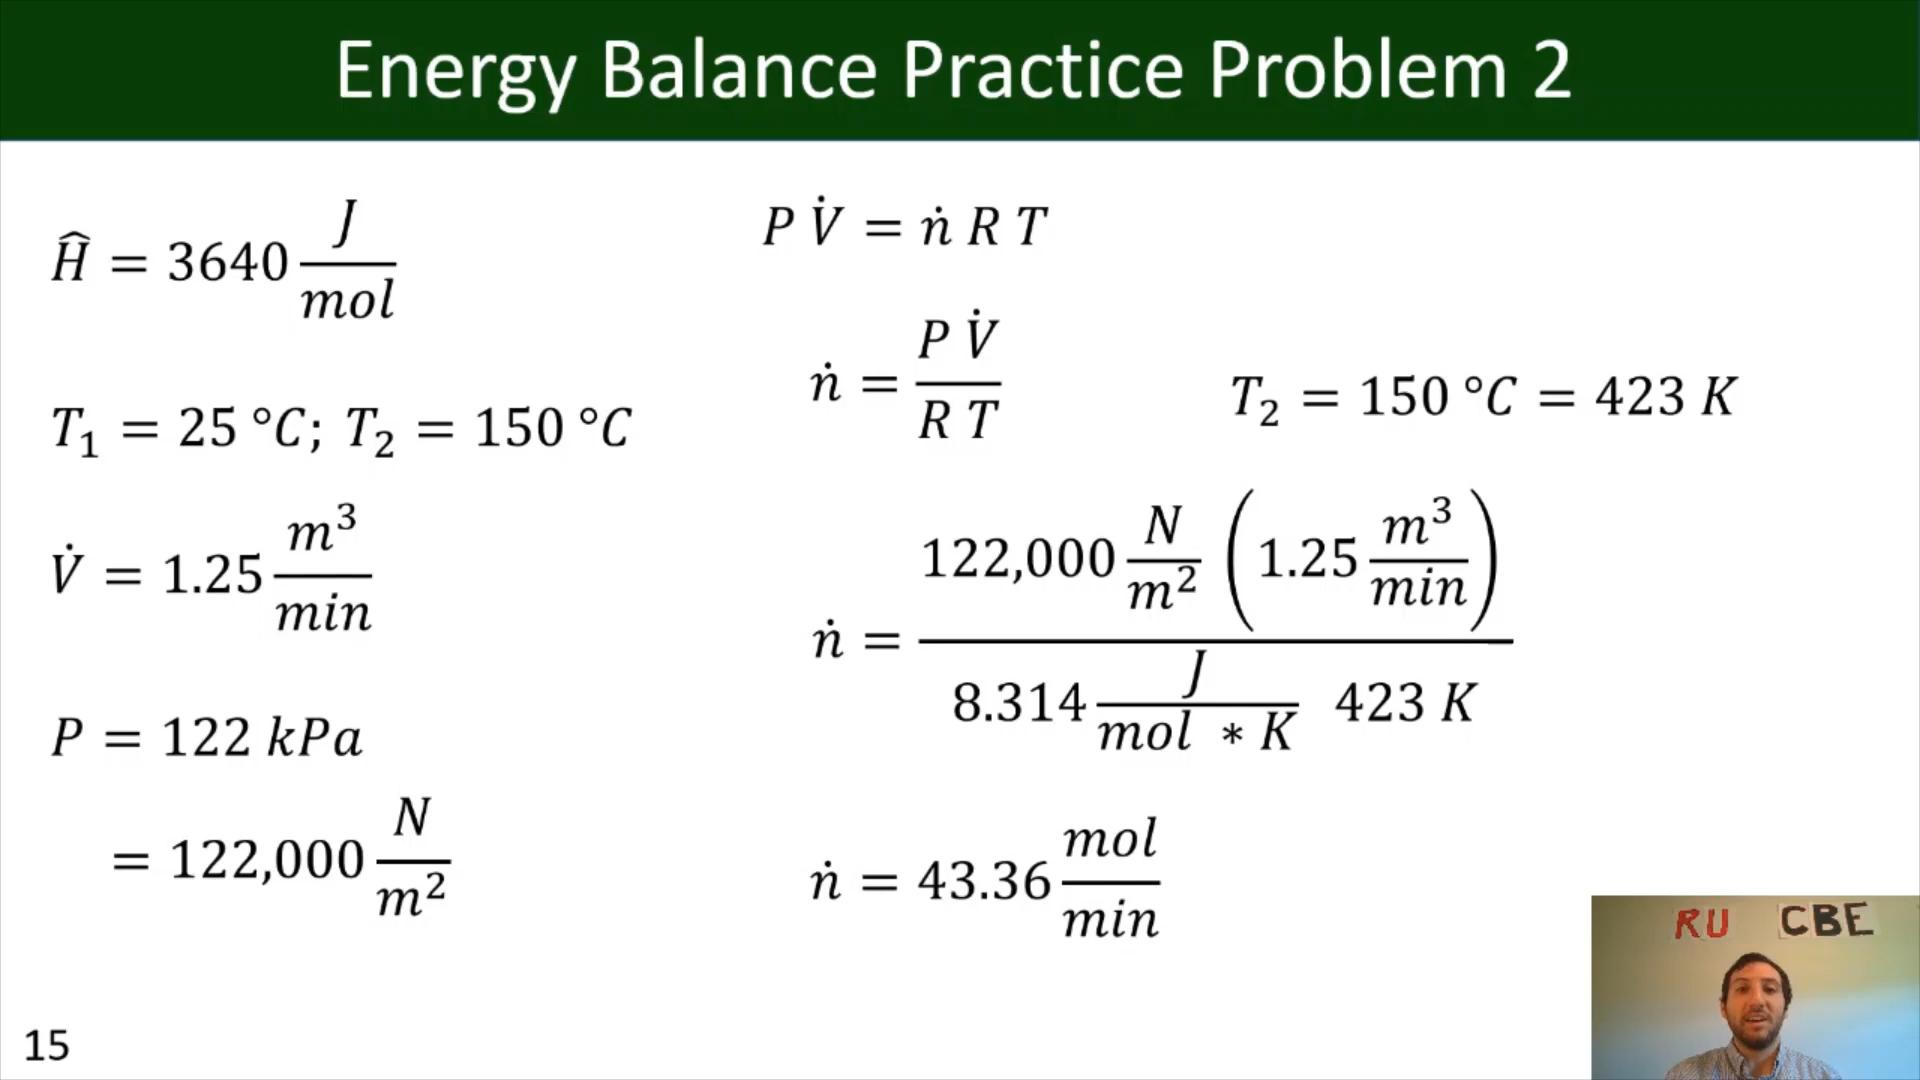 Energy Balance Practice Problem 2
Ĥ = 3640 J/mol
T₁ = 25 °C; T₂ = 150 °C
V̇ = 1.25 m³/min
P = 122 kPa
= 122,000 N/m²
P V̇ = ṅ R T
ṅ = P V̇ / R T
T₂ = 150 °C = 423 K
ṅ = 122,000 N/m² (1.25 m³/min) / 8.314 J/mol * K 423 K
ṅ = 43.36 mol/min
RU CBE
15